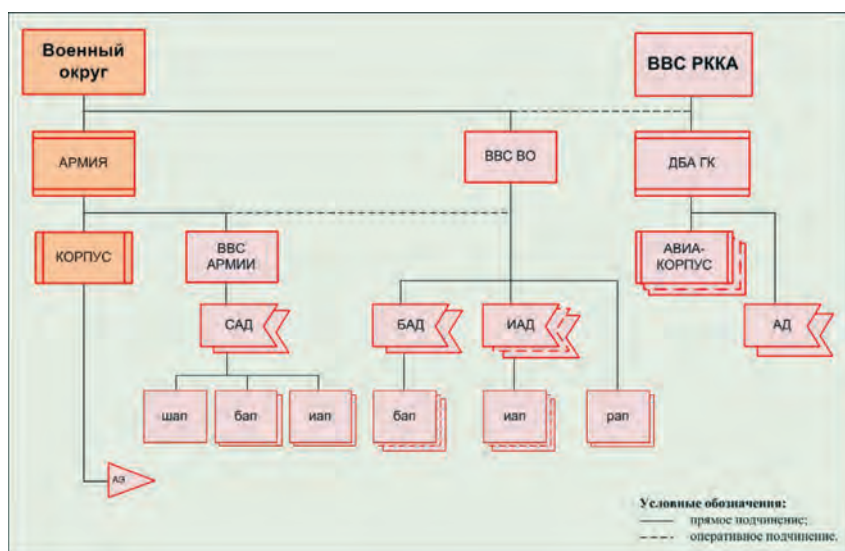 Военный
округ
ВВС РККА
АРМИЯ
ВВС ВО
ДБА ГК
КОРПУС
ВВС
АРМИИ
АВИА-
КОРПУС
САД
БАД
ИАД
АД
шап
бап
иап
бап
иап
рап
АЭ
Условные обозначения:
прямое подчинение;
оперативное подчинение.